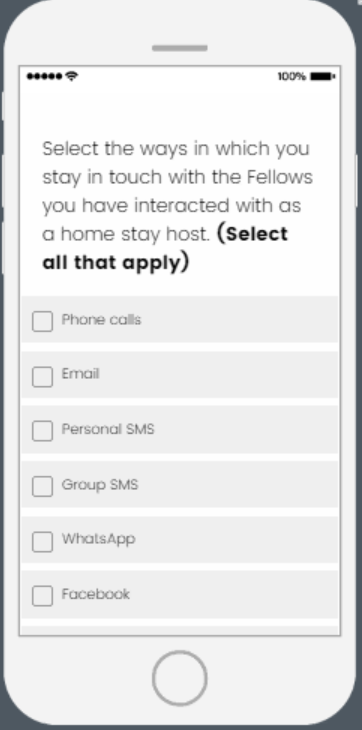 100%
Select the ways in which you
stay in touch with the Fellows
you have interacted with as
a home stay host. (Select
all that apply)
Phone calls
Email
Personal SMS
Group SMS
WhatsApp
Facebook